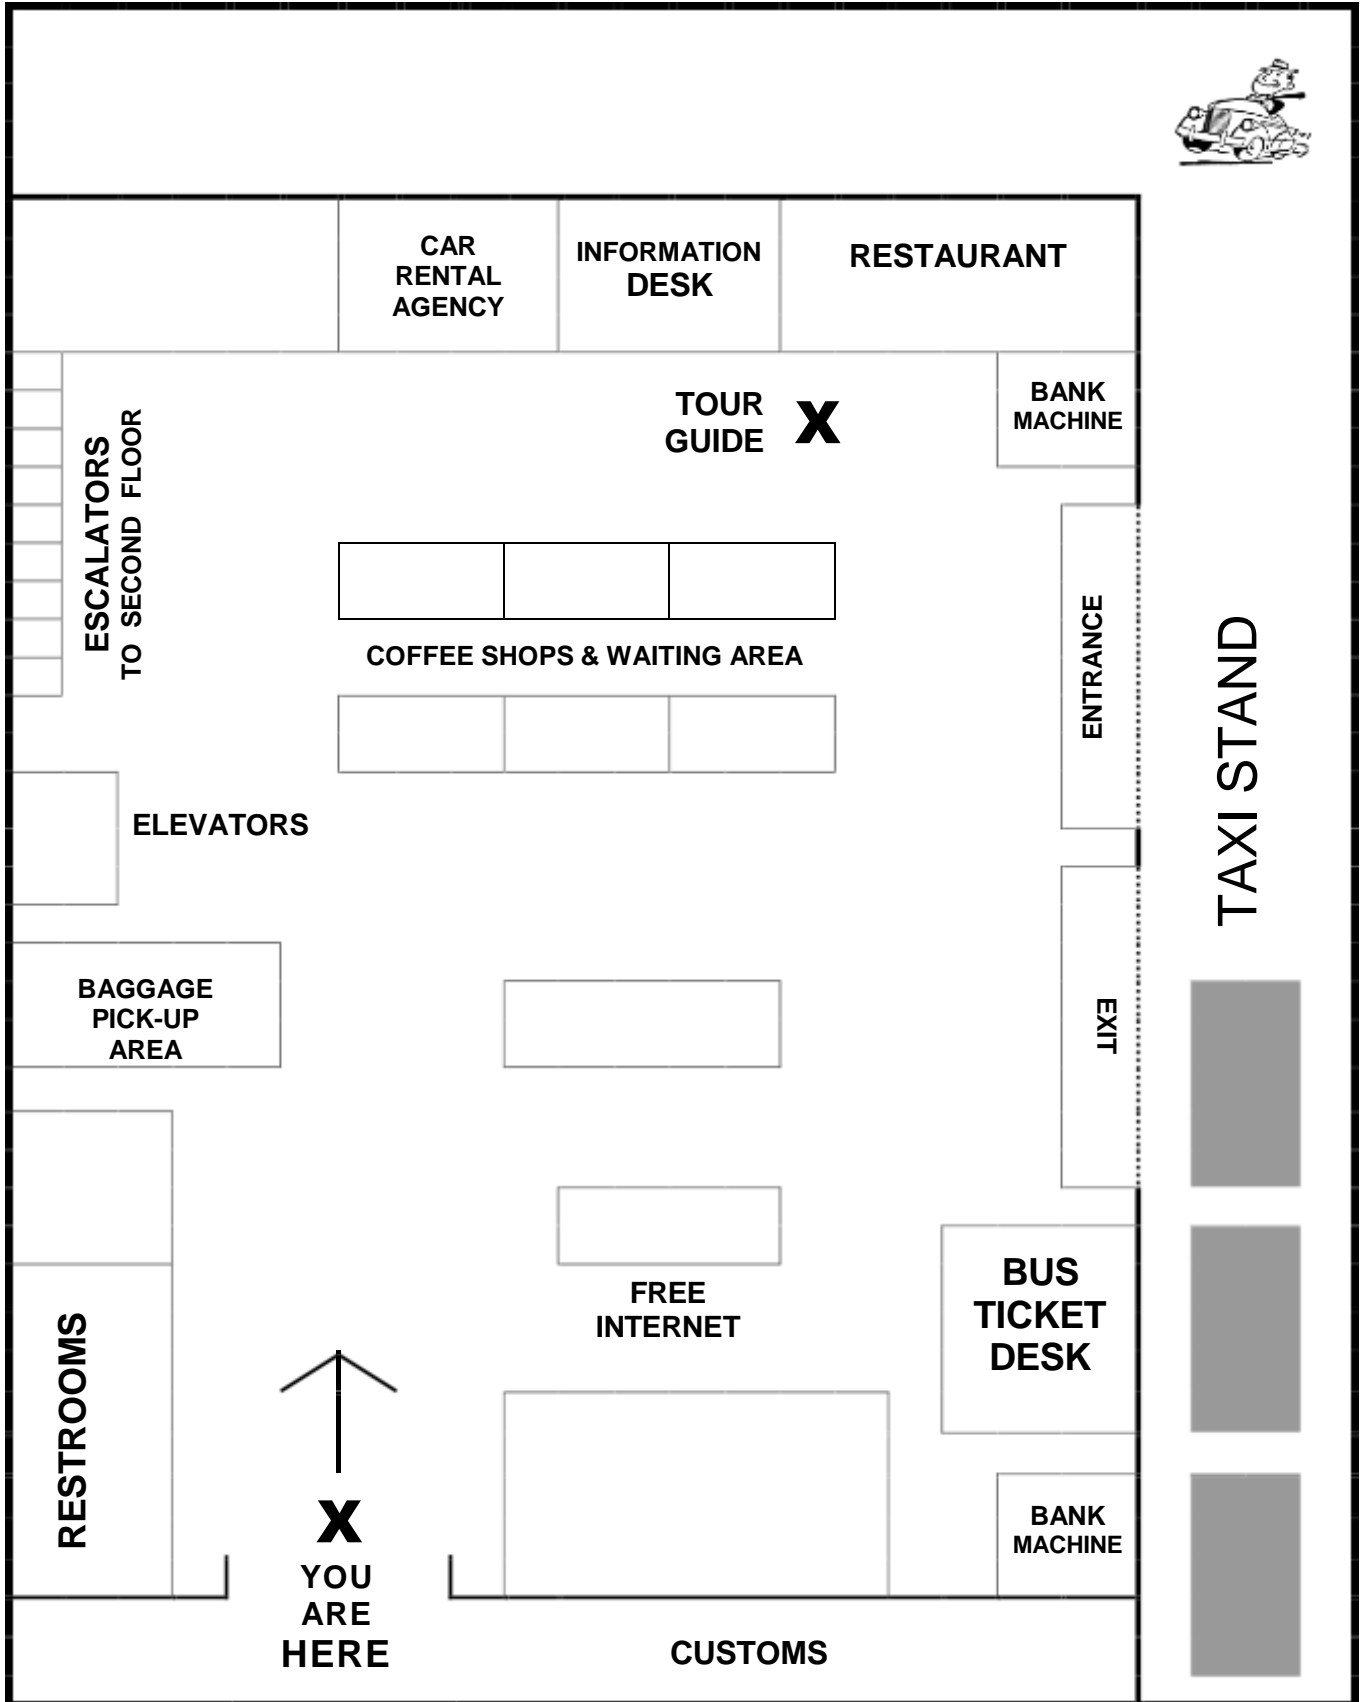 CAR
RENTAL
AGENCY
INFORMATION
DESK
RESTAURANT
TOUR
GUIDE
X
BANK
MACHINE
ESCALATORS
TO SECOND FLOOR
COFFEE SHOPS & WAITING AREA
ENTRANCE
TAXI STAND
ELEVATORS
BAGGAGE
PICK-UP
AREA
EXIT
FREE
INTERNET
BUS
TICKET
DESK
RESTROOMS
X
YOU
ARE
HERE
BANK
MACHINE
CUSTOMS